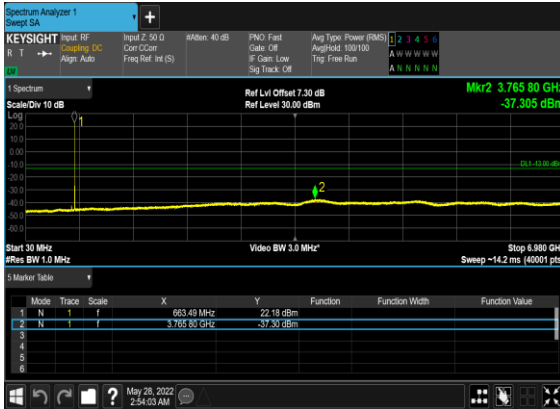 Spectrum Analyzer 1
Swept SA
+
KEYSIGHT Input: RF Input Z: 50 Ω #Atten: 40 dB PNO: Fast Avg Type: Power (RMS) 1 2 3 4 5 6
R T Coupling: DC Corr CCorr Gate: Off Avg|Hold: 100/100 A W W W W W
Align: Auto Freq Ref: Int (S) IF Gain: Low Trig: Free Run
Sig Track: Off A N N N N N
1 Spectrum Ref Lvl Offset 7.30 dB Mkr2 3.765 80 GHz
Scale/Div 10 dB Ref Level 30.00 dBm -37.305 dBm
Log
1
20.0
10.0
0.00
-10.0 DL1 -13.00 dBm
-20.0
-30.0
2
-40.0
-50.0
-60.0
Start 30 MHz Video BW 3.0 MHz* Stop 6.980 GH
#Res BW 1.0 MHz Sweep ~14.2 ms (40001 pts
5 Marker Table
Mode Trace Scale X Y Function Function Width Function Value
1 N 1 f 663.49 MHz 22.18 dBm
2 N 1 f 3.765 80 GHz -37.30 dBm
3
4
5
6
? May 28, 2022
2:54:03 AM